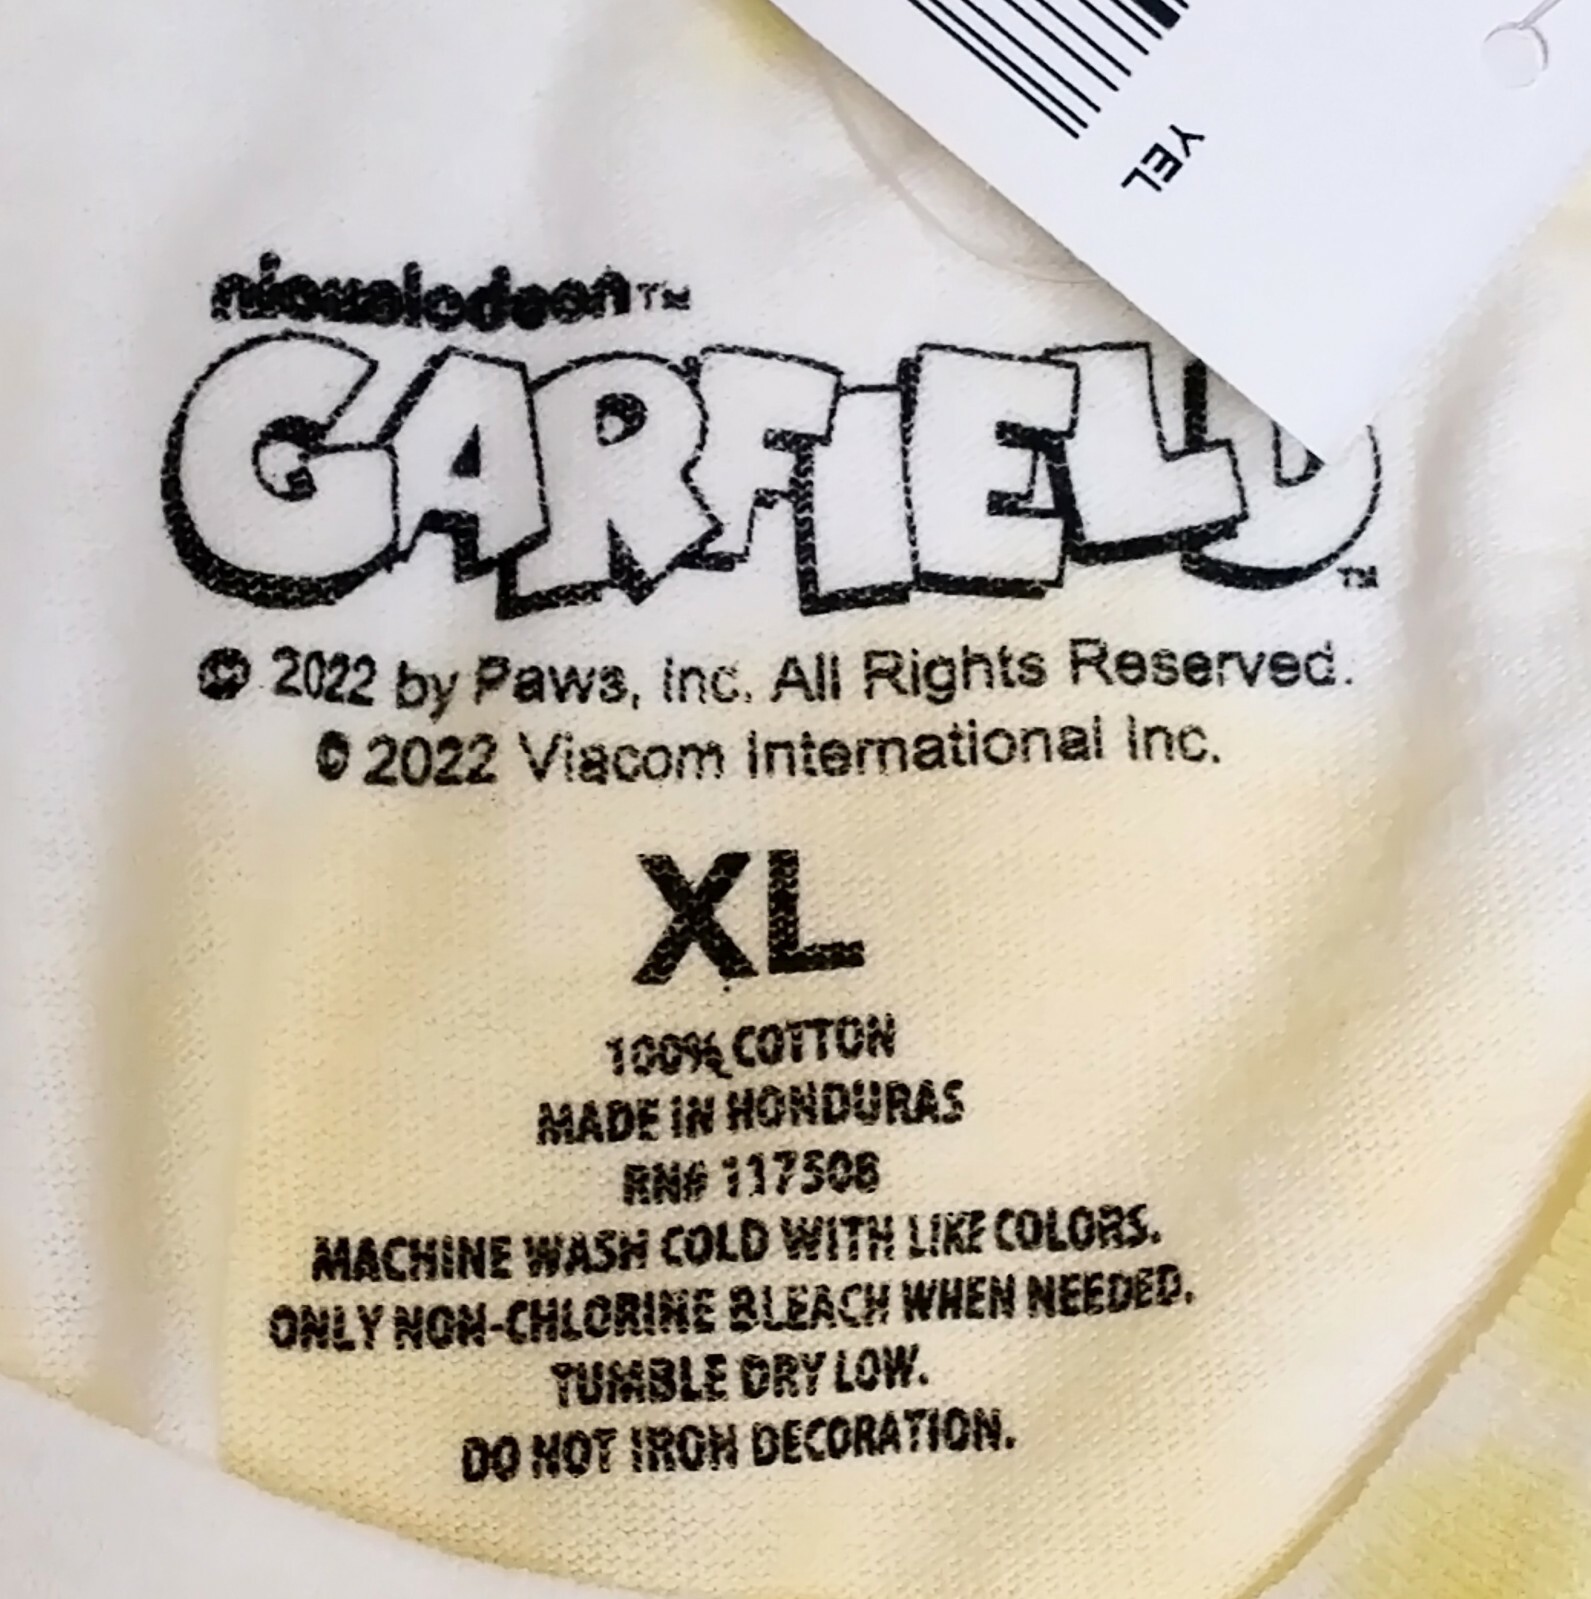 YEL
nickelodeon™
GARFIELD™
© 2022 by Paws, Inc. All Rights Reserved.
© 2022 Viacom International Inc.
XL
100% COTTON
MADE IN HONDURAS
RN# 117508
MACHINE WASH COLD WITH LIKE COLORS.
ONLY NON-CHLORINE BLEACH WHEN NEEDED.
TUMBLE DRY LOW.
DO NOT IRON DECORATION.